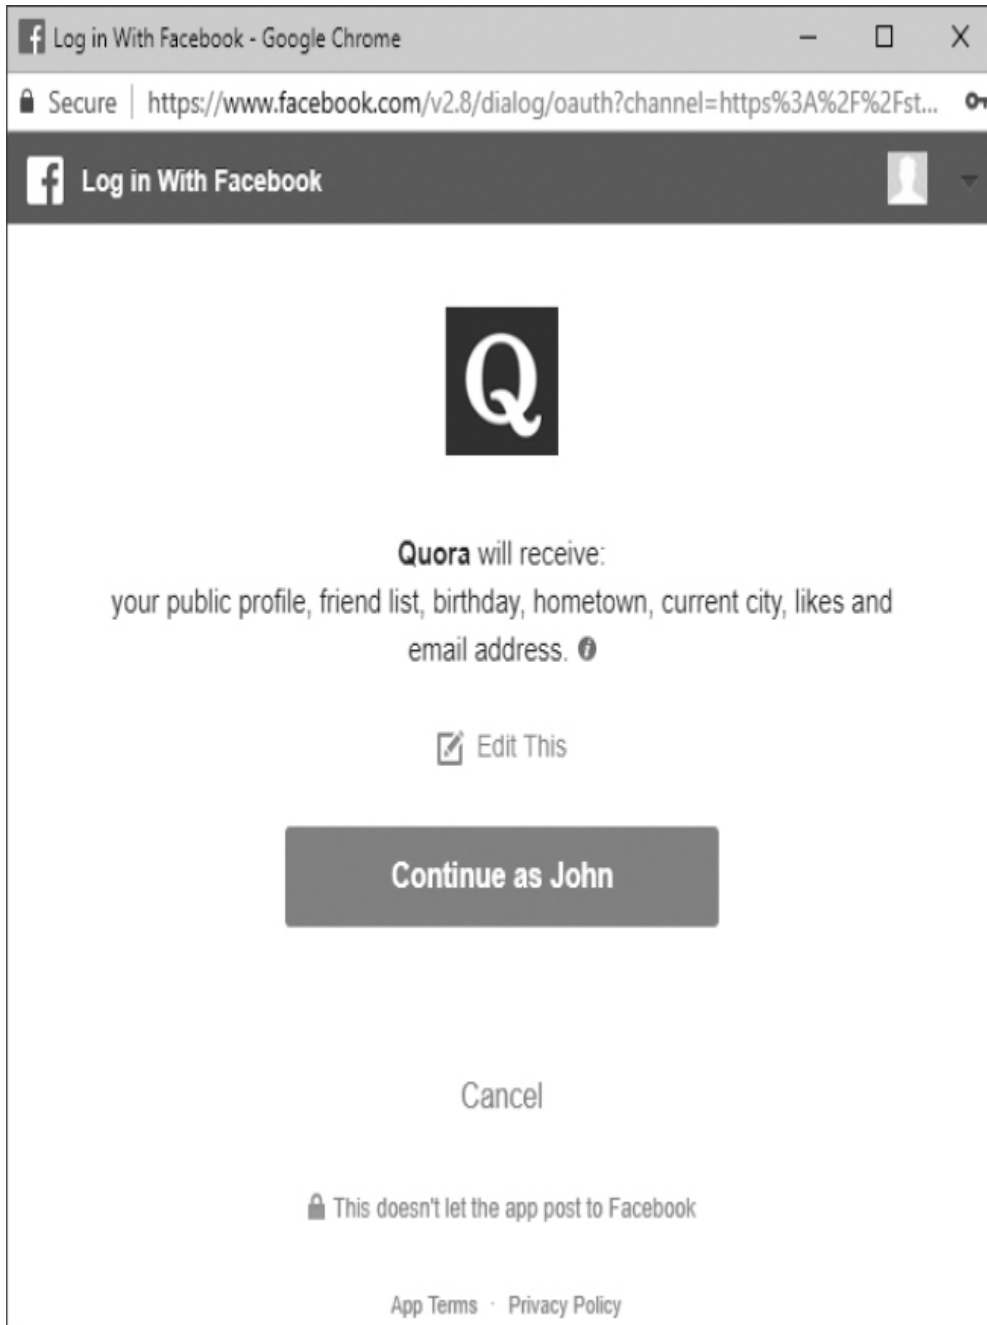 Log in With Facebook - Google Chrome
Secure | https://www.facebook.com/v2.8/dialog/oauth?channel=https%3A%2F%2Fst...
Log in With Facebook
Q
Quora will receive:
your public profile, friend list, birthday, hometown, current city, likes and
email address.
Edit This
Continue as John
Cancel
This doesn't let the app post to Facebook
App Terms · Privacy Policy